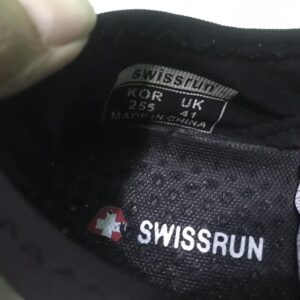 swissrun
KOR UK
255 41
MADE IN CHINA
SWISSRUN